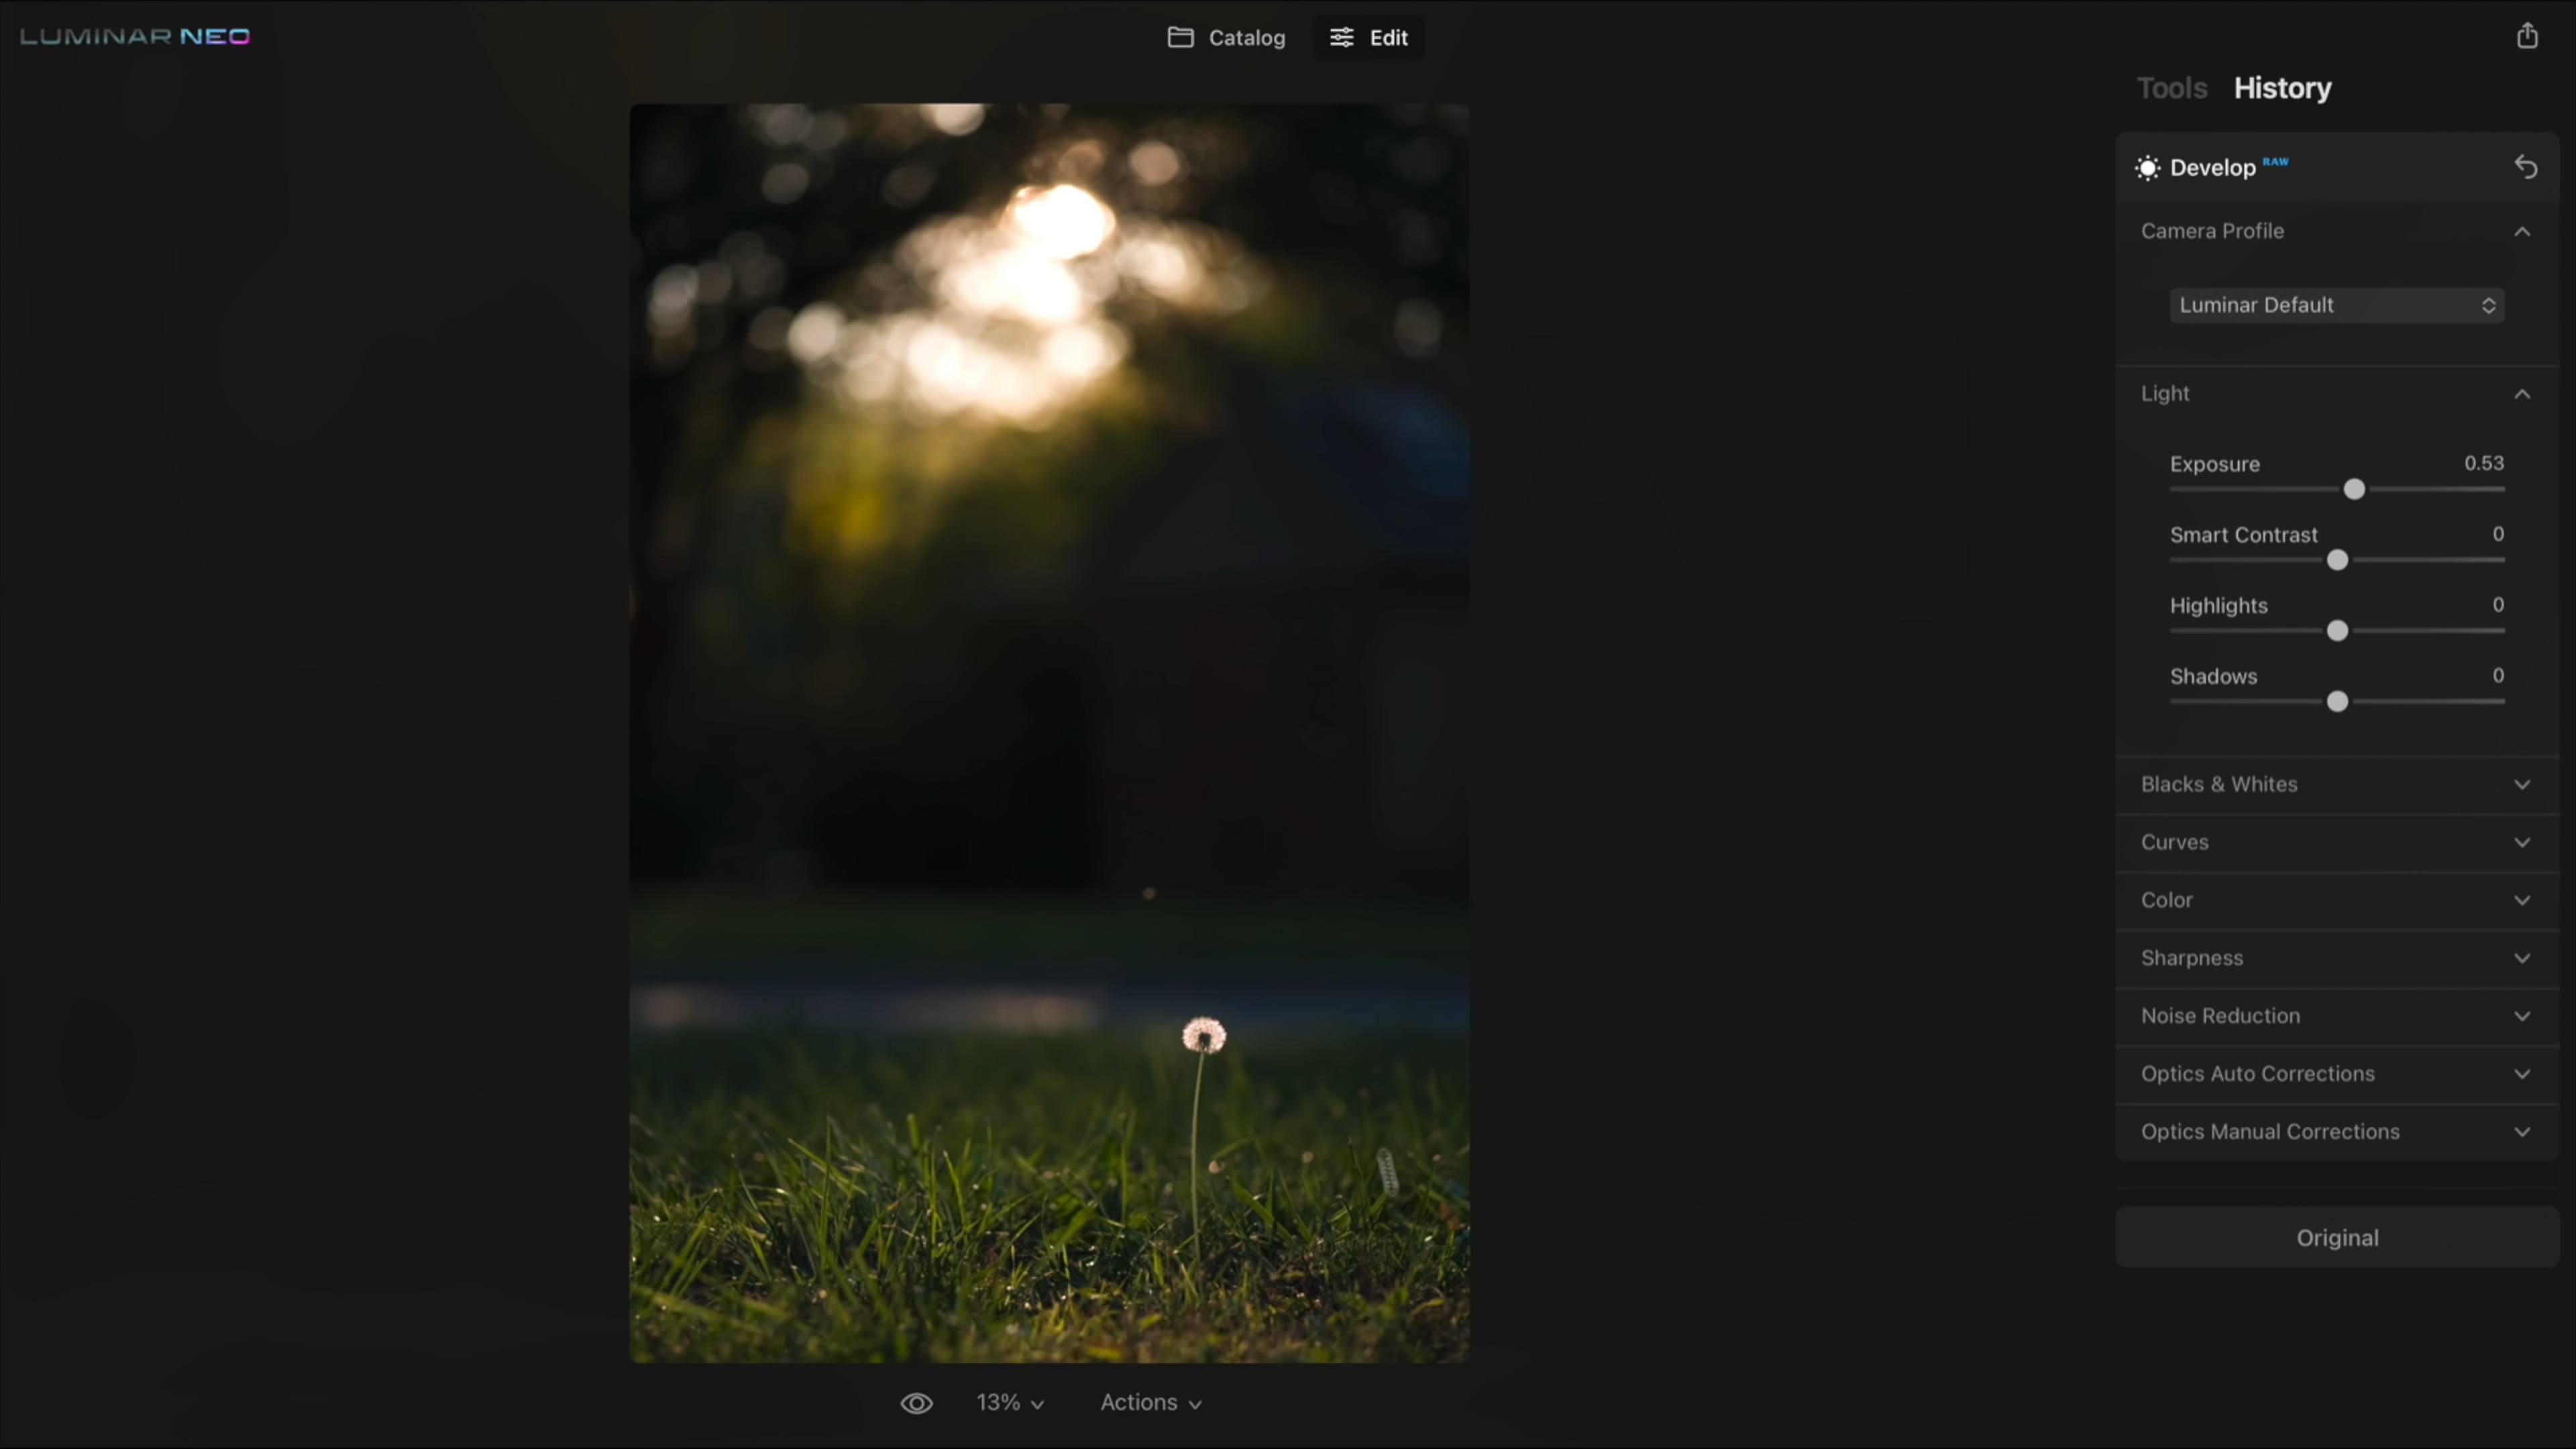 LUMINAR NEO
Catalog
Edit
Tools History
Develop RAW
Camera Profile
Luminar Default
Light
Exposure 0.53
Smart Contrast 0
Highlights 0
Shadows 0
Blacks & Whites
Curves
Color
Sharpness
Noise Reduction
Optics Auto Corrections
Optics Manual Corrections
Original
13% Actions